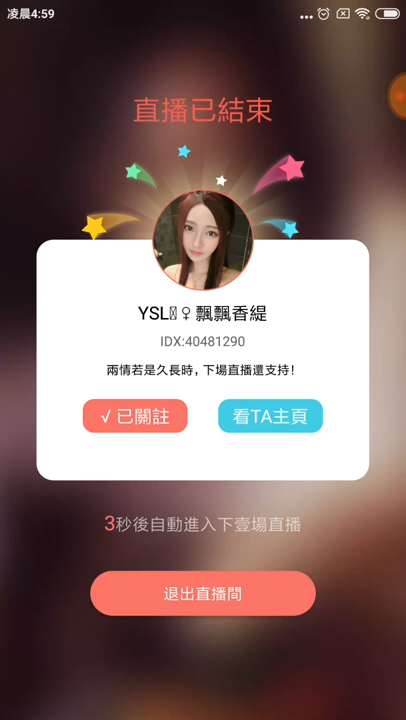 凌晨4:59
直播已結束
YSL♀飄飄香緹
IDX:40481290
兩情若是久長時，下場直播還支持！
√ 已關註
看TA主頁
3秒後自動進入下壹場直播
退出直播間